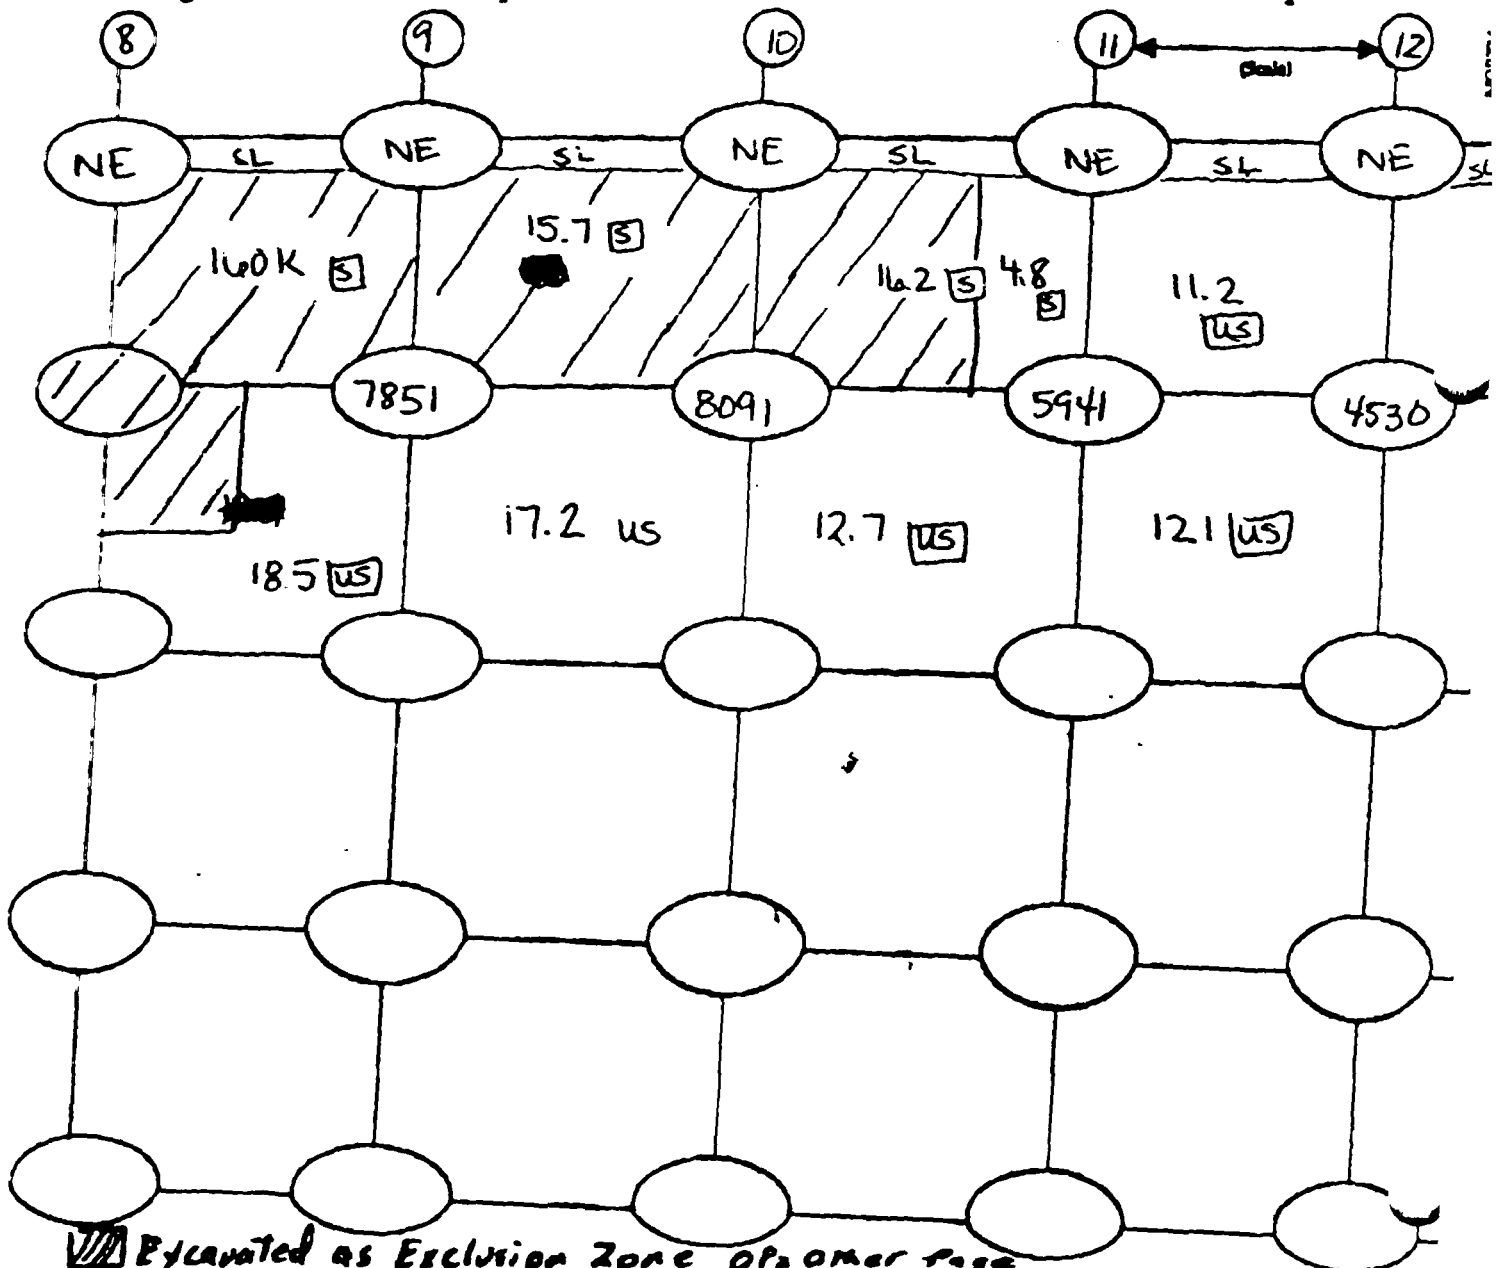 8 9 10 11 12
(Scale)
NE SL NE SL NE SL NE SL NE SL
15.7 S
160K S 16.2 S 4.8 S 11.2 US
7851 8091 5941 4530
17.2 US 12.7 US 12.1 US
18.5 US
Excavated as Exclusion Zone